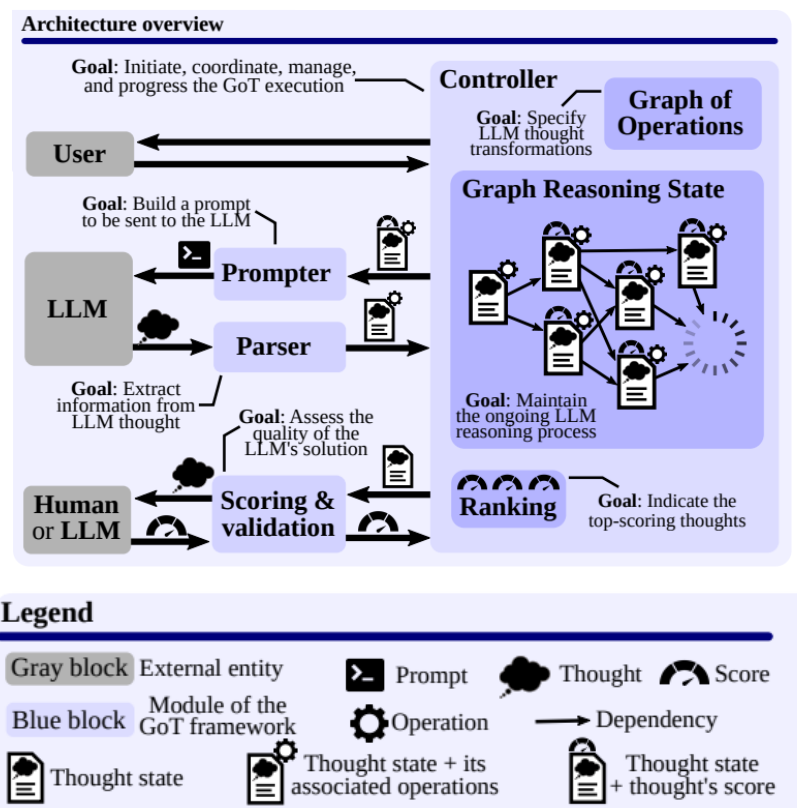 Architecture overview
Goal: Initiate, coordinate, manage,
and progress the GoT execution
Controller
Goal: Specify
LLM thought
transformations
Graph of
Operations
User
Graph Reasoning State
Goal: Build a prompt
to be sent to the LLM
Prompter
LLM
Parser
Goal: Extract
information from
LLM thought
Goal: Maintain
the ongoing LLM
reasoning process
Goal: Assess the
quality of the
LLM's solution
Human
or LLM
Scoring &
validation
Ranking
Goal: Indicate the
top-scoring thoughts
Legend
Gray block External entity
Prompt
Thought
Score
Blue block
Module of the
GoT framework
Operation
Dependency
Thought state
Thought state + its
associated operations
Thought state
+ thought's score